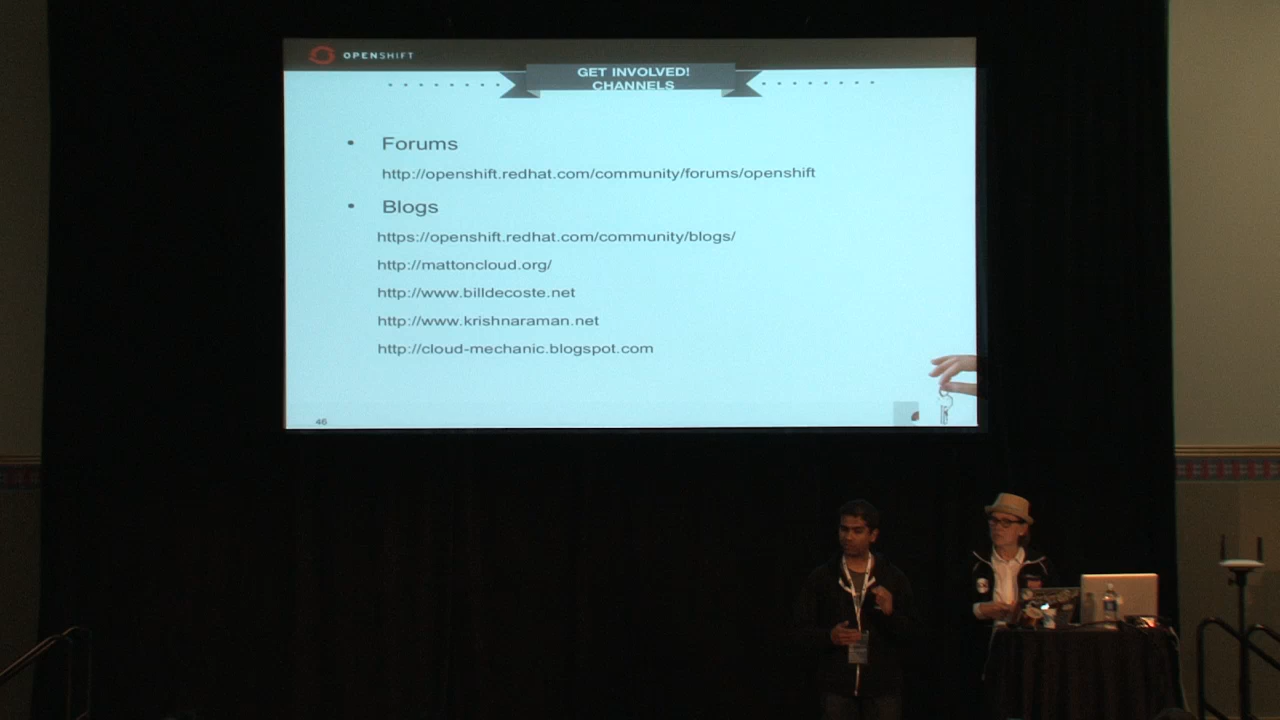 OPENSHIFT
GET INVOLVED!
CHANNELS
• Forums
http://openshift.redhat.com/community/forums/openshift
• Blogs
https://openshift.redhat.com/community/blogs/
http://mattoncloud.org/
http://www.billdecoste.net
http://www.krishnaraman.net
http://cloud-mechanic.blogspot.com
46